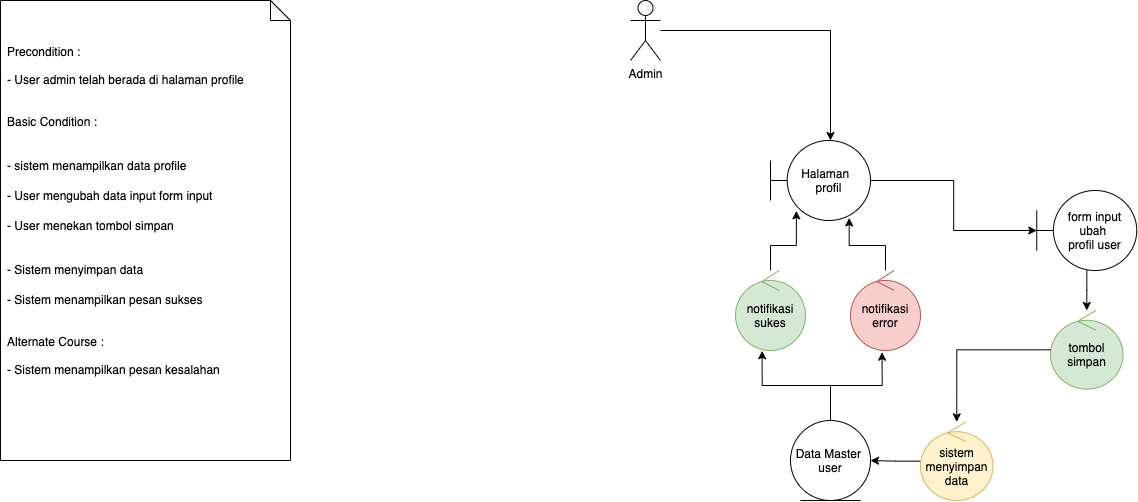 Precondition :
- User admin telah berada di halaman profile
Basic Condition :
- sistem menampilkan data profile
- User mengubah data input form input
- User menekan tombol simpan
- Sistem menyimpan data
- Sistem menampilkan pesan sukses
Alternate Course :
- Sistem menampilkan pesan kesalahan
Admin
Halaman
profil
form input
ubah
profil user
notifikasi
sukes
notifikasi
error
tombol
simpan
Data Master
user
sistem
menyimpan
data